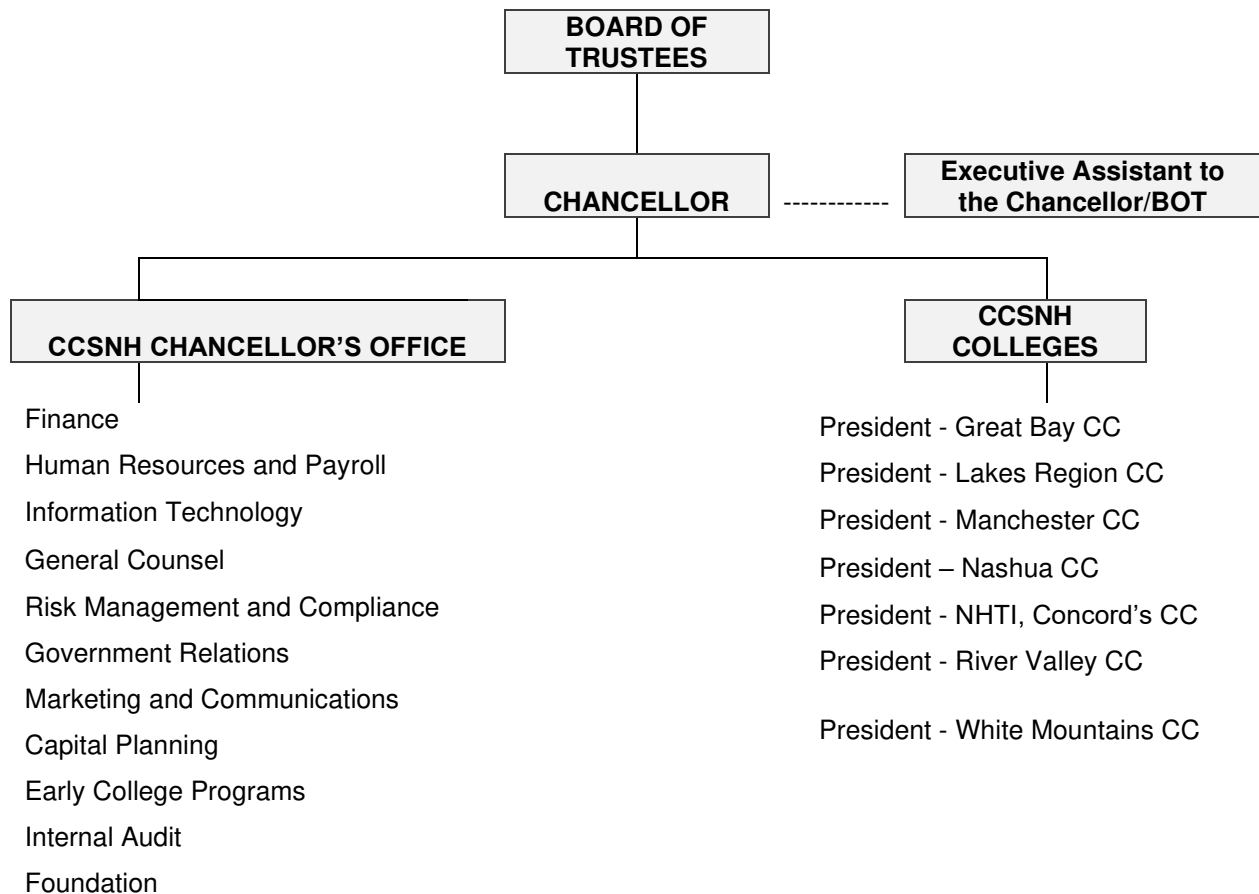 BOARD OF
TRUSTEES
CHANCELLOR
------------
Executive Assistant to
the Chancellor/BOT
CCSNH CHANCELLOR’S OFFICE
CCSNH
COLLEGES
Finance
Human Resources and Payroll
Information Technology
General Counsel
Risk Management and Compliance
Government Relations
Marketing and Communications
Capital Planning
Early College Programs
Internal Audit
Foundation
President - Great Bay CC
President - Lakes Region CC
President - Manchester CC
President – Nashua CC
President - NHTI, Concord’s CC
President - River Valley CC
President - White Mountains CC